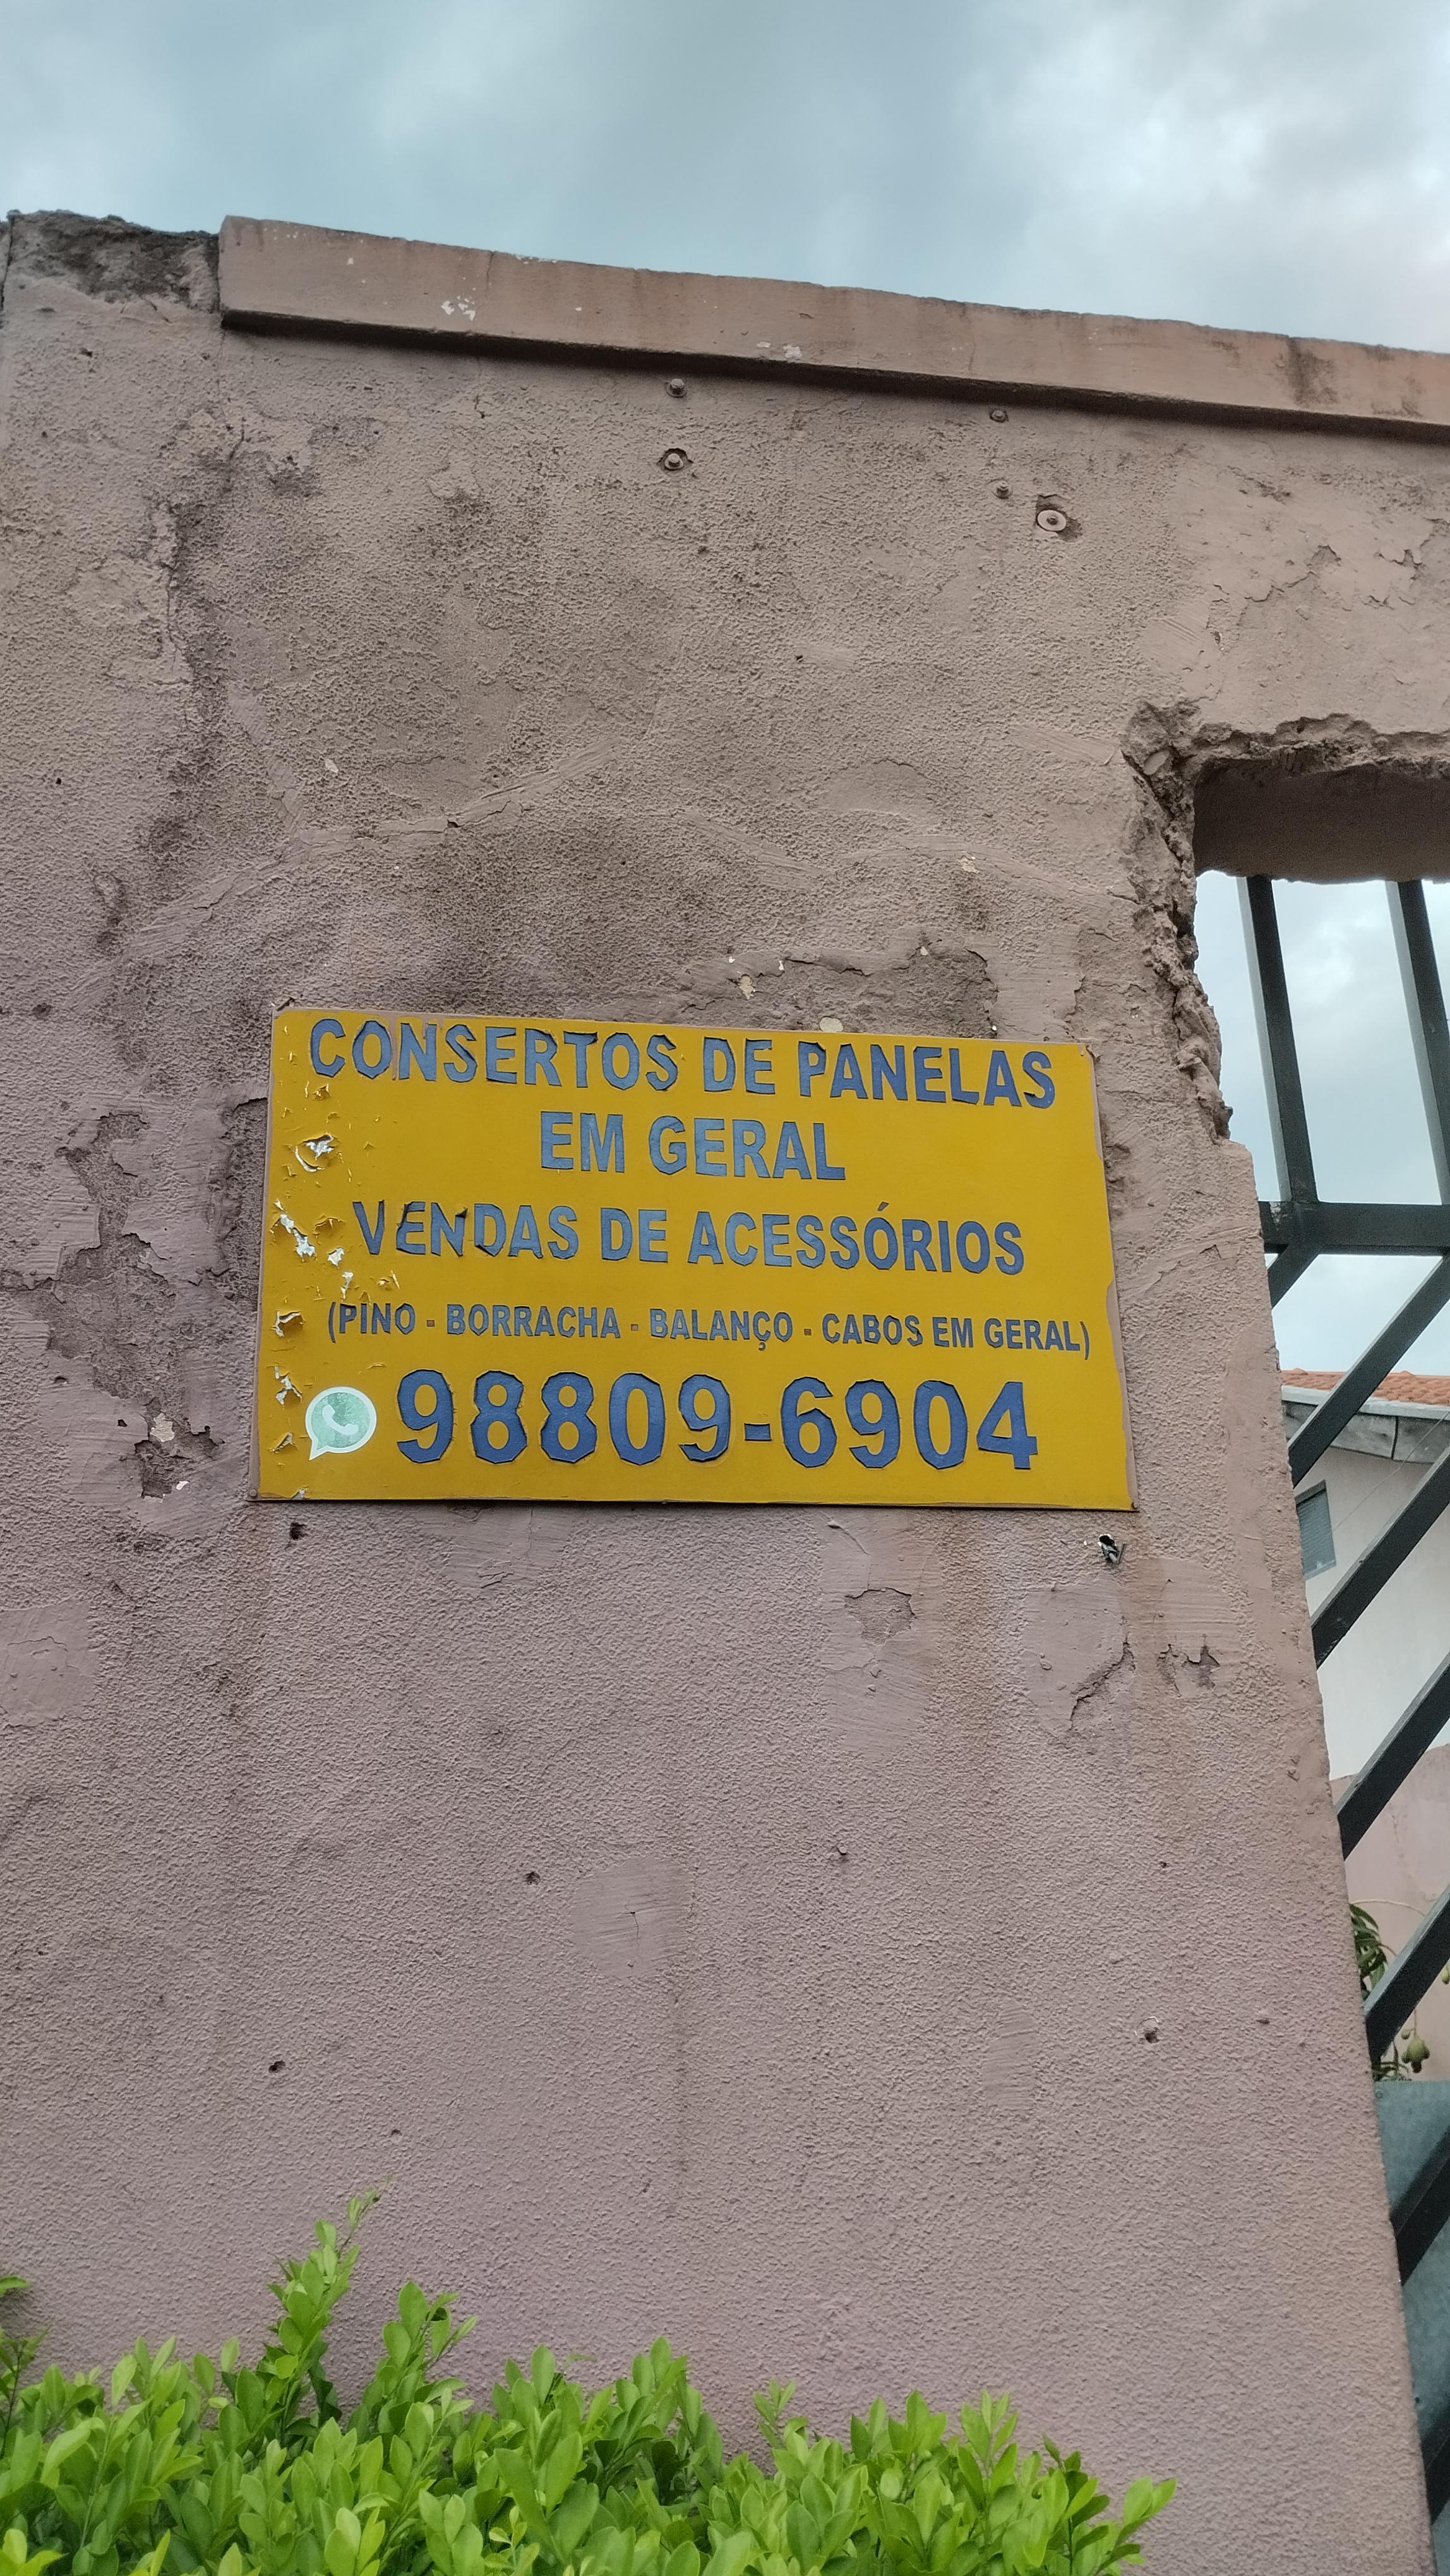 CONSERTOS DE PANELAS
EM GERAL
VENDAS DE ACESSÓRIOS
(PINO - BORRACHA - BALANÇO - CABOS EM GERAL)
98809-6904